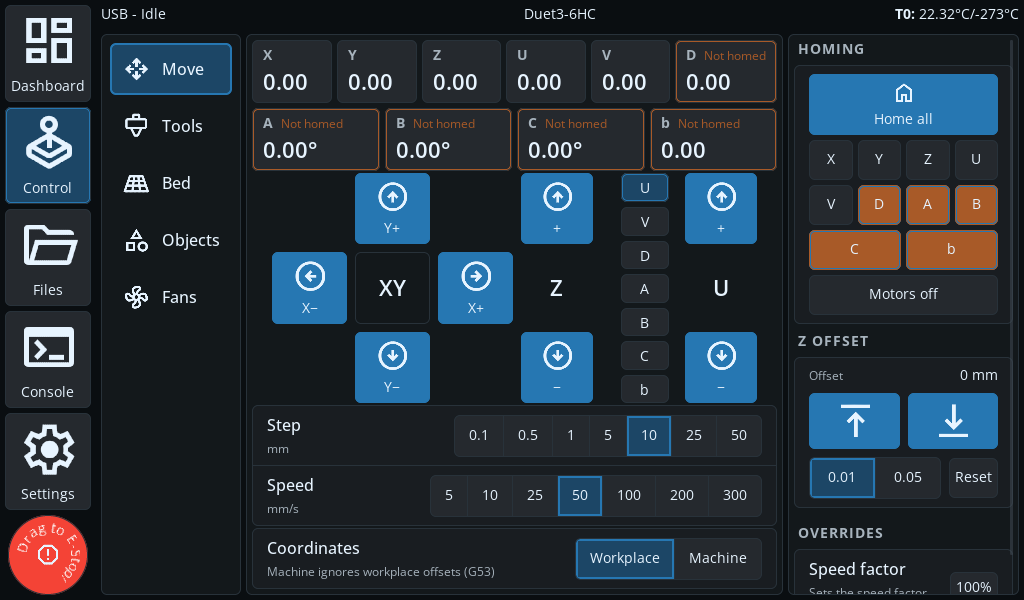 USB - Idle
Duet3-6HC
T0: 22.32°C/-273°C
Dashboard
Control
Files
Console
Settings
Drag to E-Stop!
Move
Tools
Bed
Objects
Fans
X
0.00
Y
0.00
Z
0.00
U
0.00
V
0.00
D Not homed
0.00
A Not homed
0.00°
B Not homed
0.00°
C Not homed
0.00°
b Not homed
0.00
Y+
X−
XY
X+
Y−
+
Z
−
U
V
D
A
B
C
b
+
U
−
Step
mm
0.1 0.5 1 5 10 25 50
Speed
mm/s
5 10 25 50 100 200 300
Coordinates
Machine ignores workplace offsets (G53)
Workplace Machine
HOMING
Home all
X Y Z U
V D A B
C b
Motors off
Z OFFSET
Offset 0 mm
0.01 0.05 Reset
OVERRIDES
Speed factor
Sets the speed factor
100%